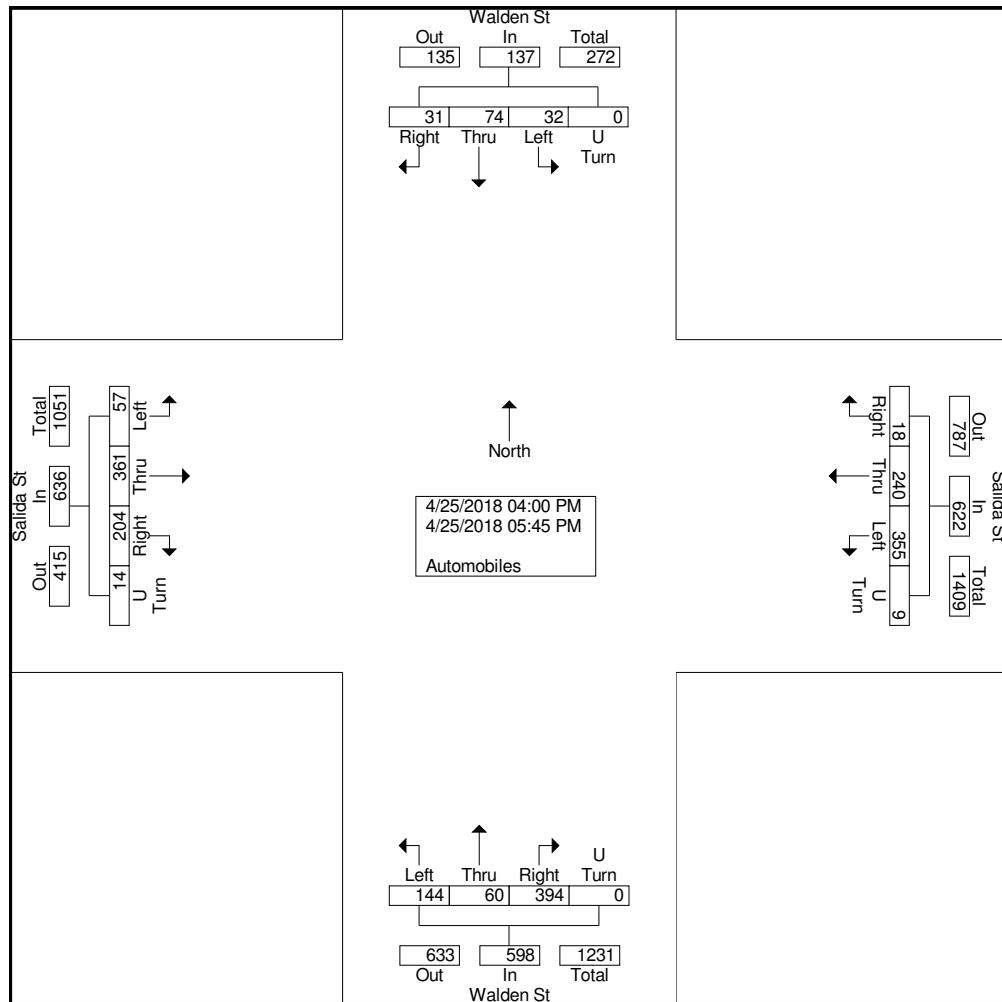 Walden St
Out In Total
135 137 272
31 74 32 0
Right Thru Left U Turn
Salida St
Total In Out
1051 636 415
57 361 204 14
Left Thru Right U Turn
North
4/25/2018 04:00 PM
4/25/2018 05:45 PM
Automobiles
Right Thru Left U Turn
18 240 355 9
Out In Total
787 622 1409
Salida St
Left Thru Right U Turn
144 60 394 0
633 598 1231
Out In Total
Walden St